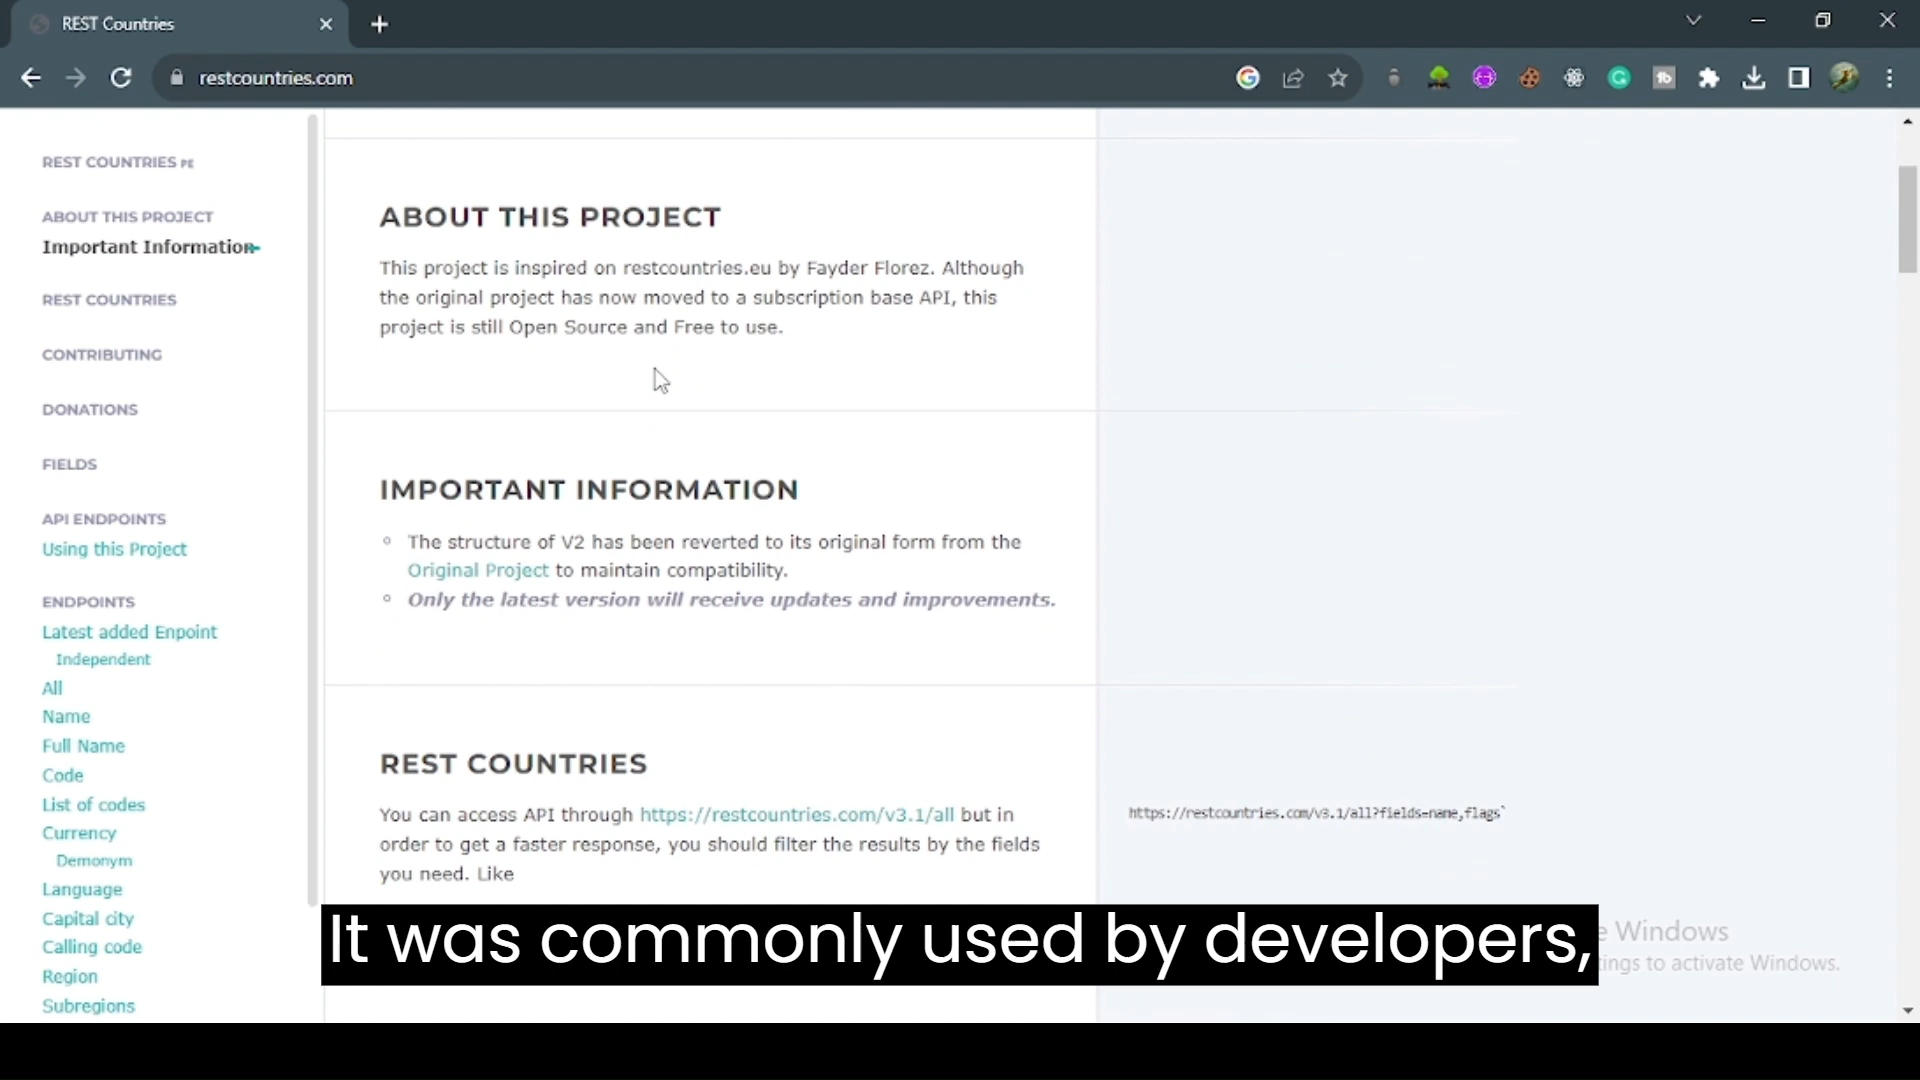 REST Countries
restcountries.com
REST COUNTRIES
ABOUT THIS PROJECT
Important Information
REST COUNTRIES
CONTRIBUTING
DONATIONS
FIELDS
API ENDPOINTS
Using this Project
ENDPOINTS
Latest added Enpoint
Independent
All
Name
Full Name
Code
List of codes
Currency
Demonym
Language
Capital city
Calling code
Region
Subregions
ABOUT THIS PROJECT
This project is inspired on restcountries.eu by Fayder Florez. Although
the original project has now moved to a subscription base API, this
project is still Open Source and Free to use.
IMPORTANT INFORMATION
The structure of V2 has been reverted to its original form from the
Original Project to maintain compatibility.
Only the latest version will receive updates and improvements.
REST COUNTRIES
You can access API through https://restcountries.com/v3.1/all but in
order to get a faster response, you should filter the results by the fields
you need. Like
https://restcountries.com/v3.1/all?fields=name,flags`
It was commonly used by developers,
Windows
to activate Windows.